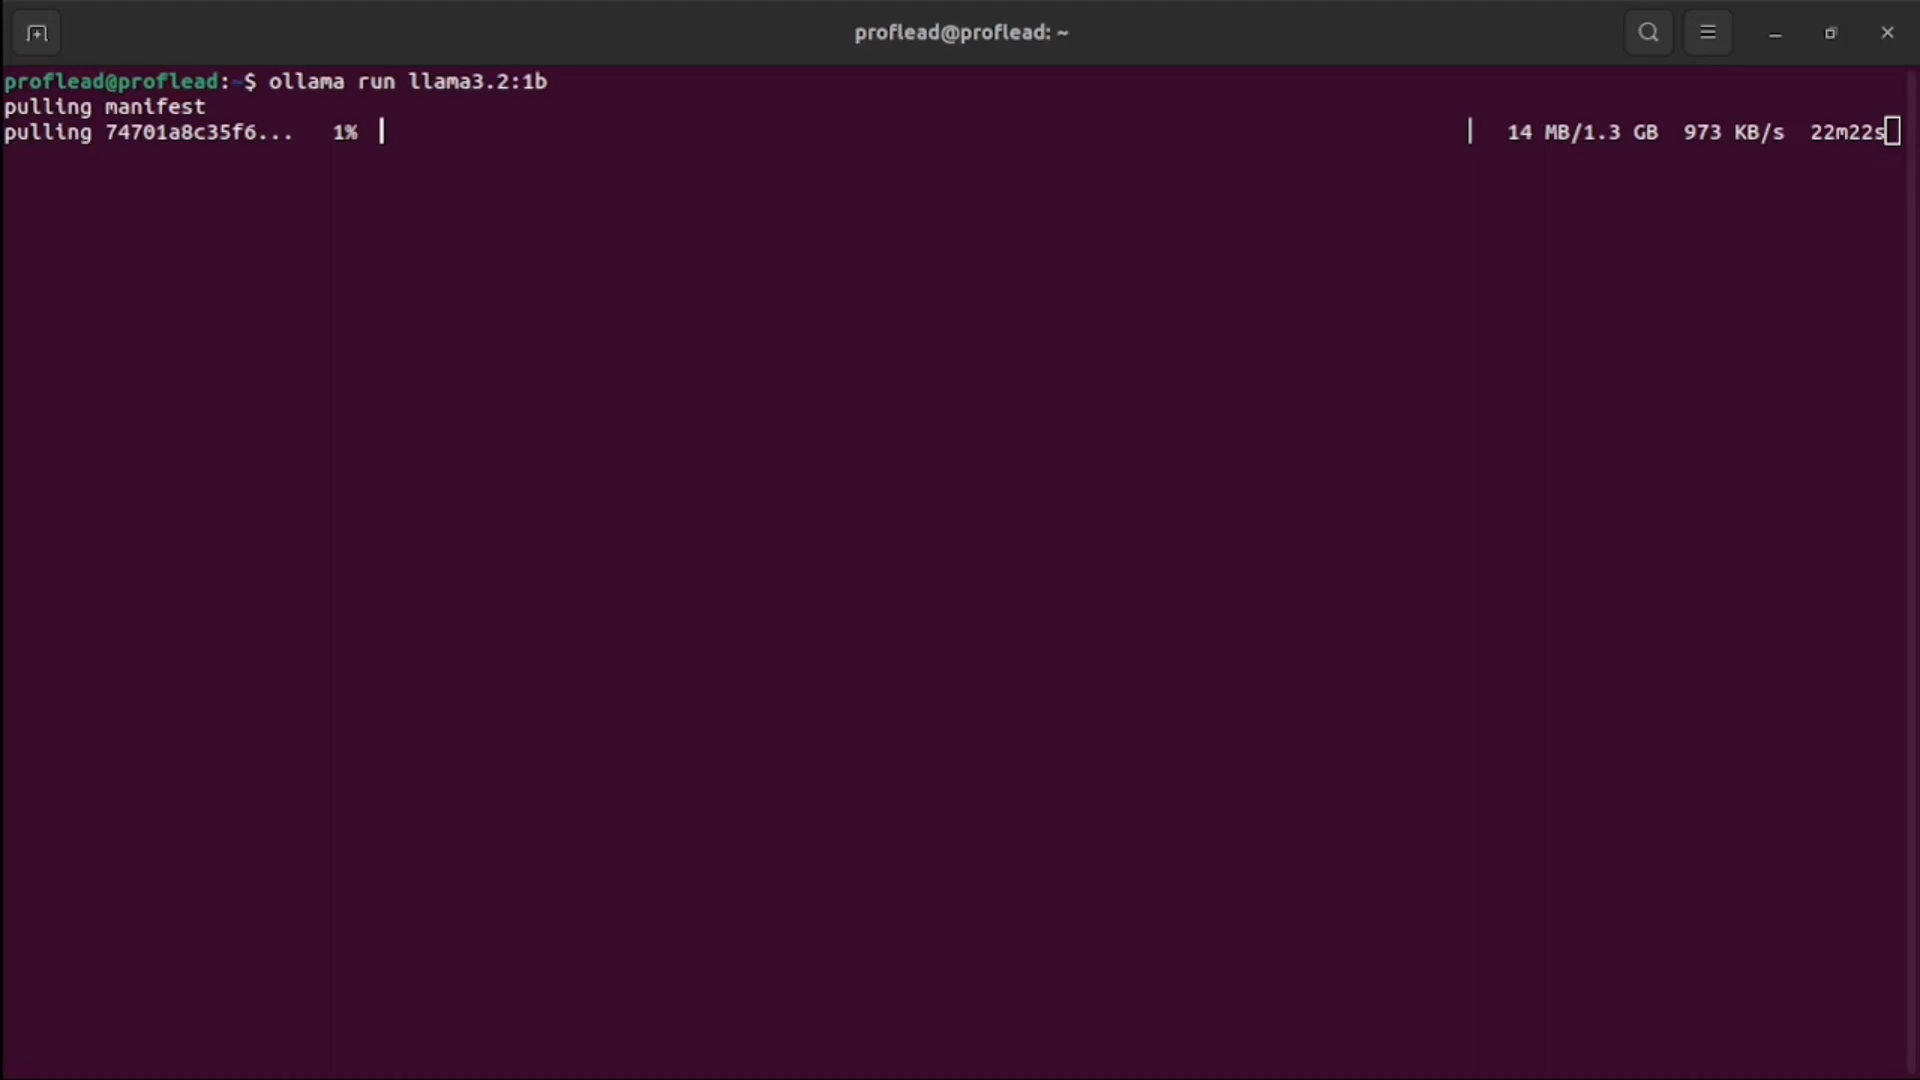 proflead@proflead: ~
proflead@proflead:~$ ollama run llama3.2:1b
pulling manifest
pulling 74701a8c35f6... 1% | | 14 MB/1.3 GB 973 KB/s 22m22s